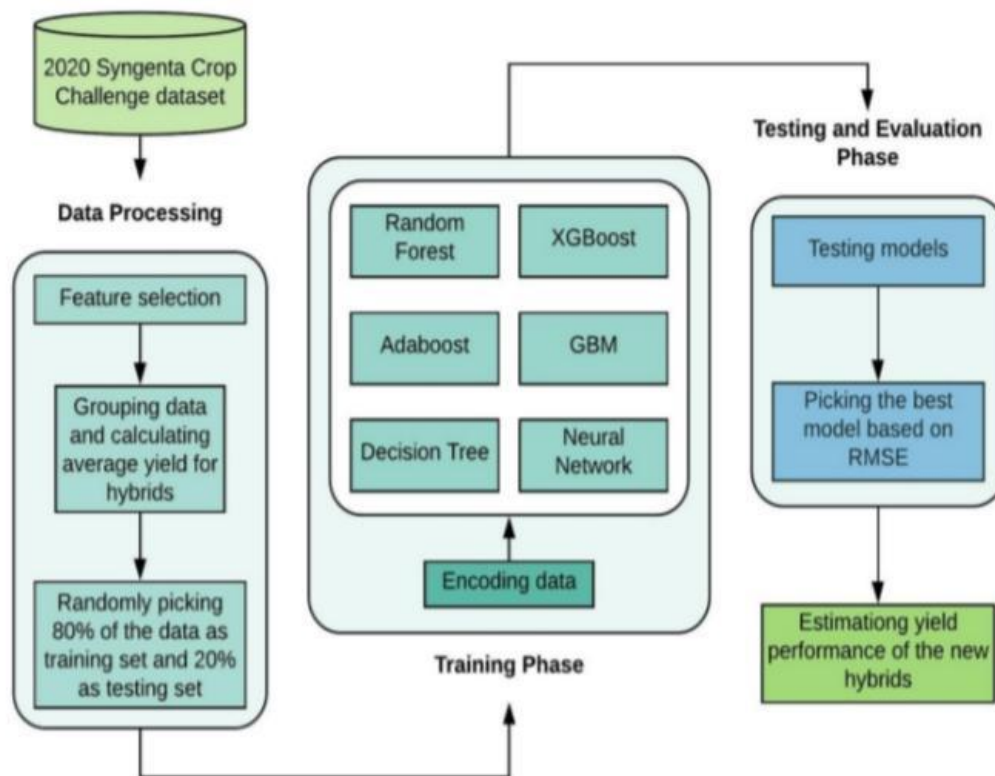 2020 Syngenta Crop
Challenge dataset
Data Processing
Feature selection
Grouping data
and calculating
average yield for
hybrids
Randomly picking
80% of the data as
training set and 20%
as testing set
Random
Forest
XGBoost
Adaboost
GBM
Decision Tree
Neural
Network
Encoding data
Training Phase
Testing and Evaluation
Phase
Testing models
Picking the best
model based on
RMSE
Estimationg yield
performance of the new
hybrids